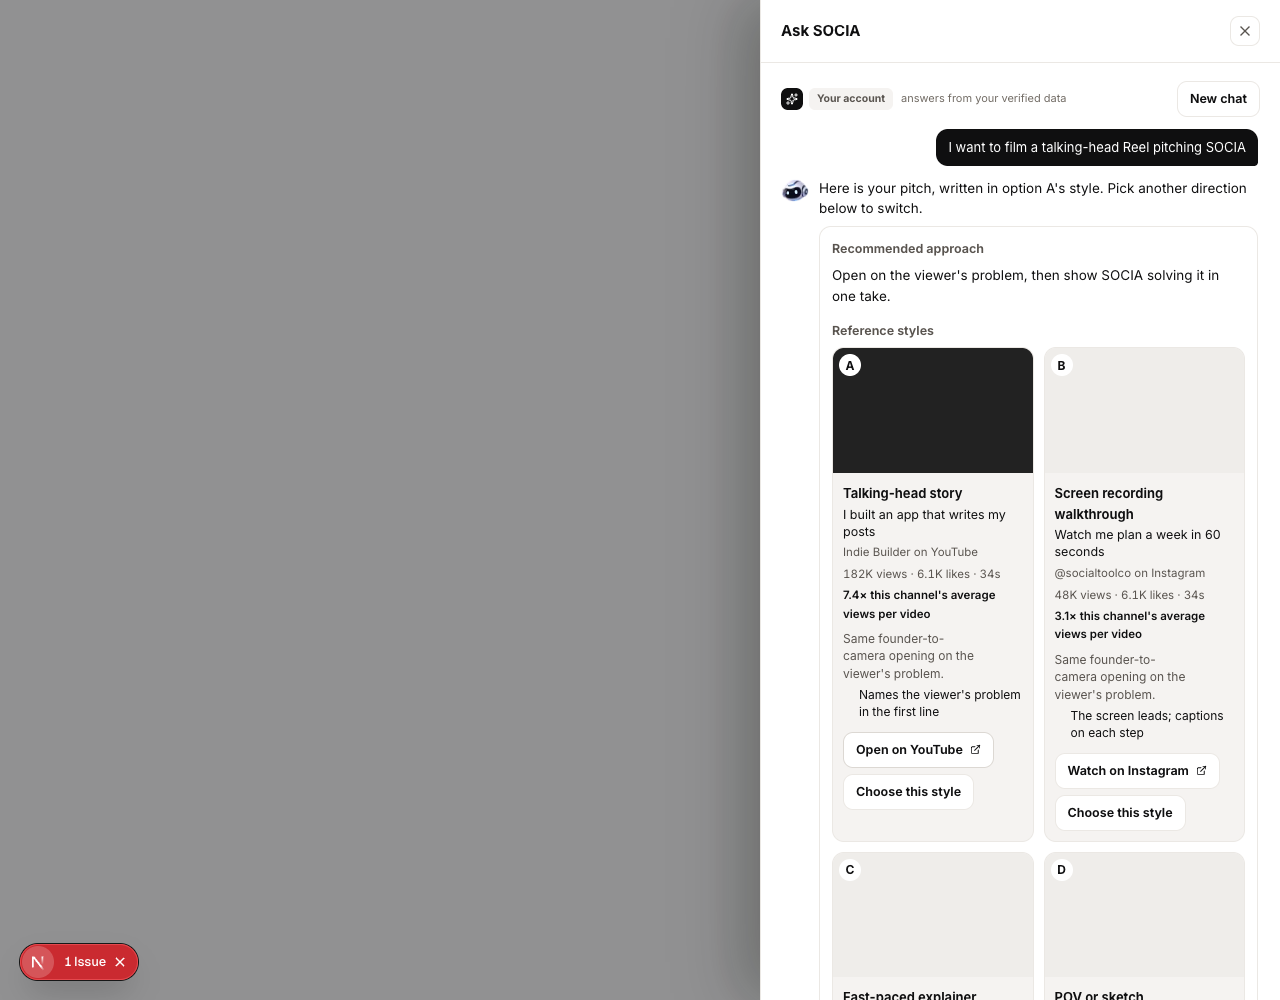 Ask SOCIA
Your account answers from your verified data
New chat
I want to film a talking-head Reel pitching SOCIA
Here is your pitch, written in option A's style. Pick another direction
below to switch.
Recommended approach
Open on the viewer's problem, then show SOCIA solving it in
one take.
Reference styles
A
Talking-head story
I built an app that writes my
posts
Indie Builder on YouTube
182K views · 6.1K likes · 34s
7.4× this channel's average
views per video
Same founder-to-
camera opening on the
viewer's problem.
Names the viewer's problem
in the first line
Open on YouTube
Choose this style
B
Screen recording
walkthrough
Watch me plan a week in 60
seconds
@socialtoolco on Instagram
48K views · 6.1K likes · 34s
3.1× this channel's average
views per video
Same founder-to-
camera opening on the
viewer's problem.
The screen leads; captions
on each step
Watch on Instagram
Choose this style
C
Fast-paced explainer
D
POV or sketch
N
1 Issue